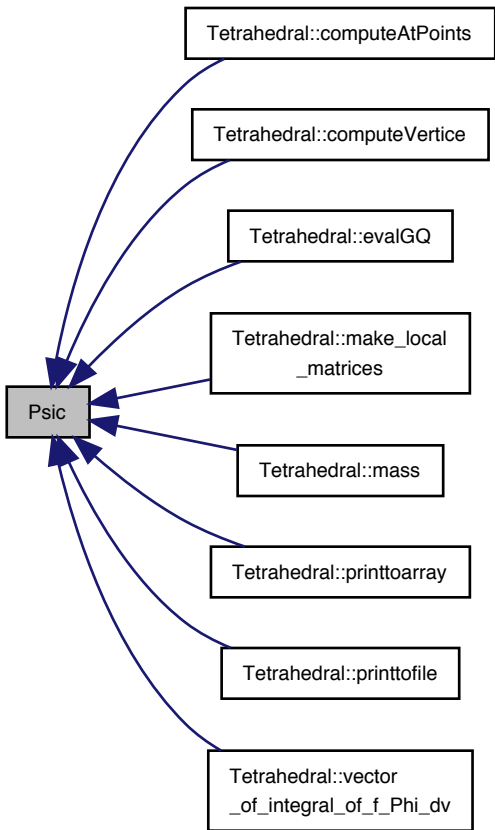 Tetrahedral::computeAtPoints
Tetrahedral::computeVertice
Tetrahedral::evalGQ
Tetrahedral::make_local
_matrices
Psic
Tetrahedral::mass
Tetrahedral::printtoarray
Tetrahedral::printtofile
Tetrahedral::vector
_of_integral_of_f_Phi_dv